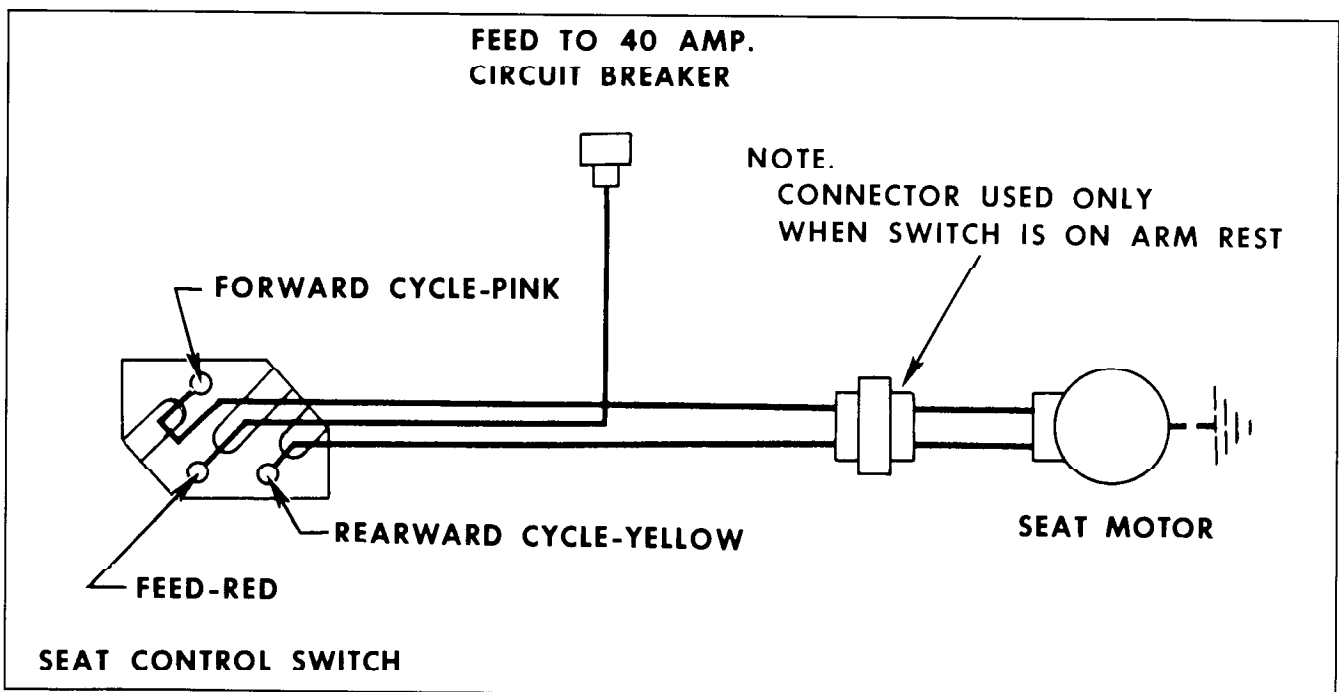 FEED TO 40 AMP.
CIRCUIT BREAKER
NOTE.
CONNECTOR USED ONLY
WHEN SWITCH IS ON ARM REST
FORWARD CYCLE-PINK
REARWARD CYCLE-YELLOW
SEAT MOTOR
FEED-RED
SEAT CONTROL SWITCH